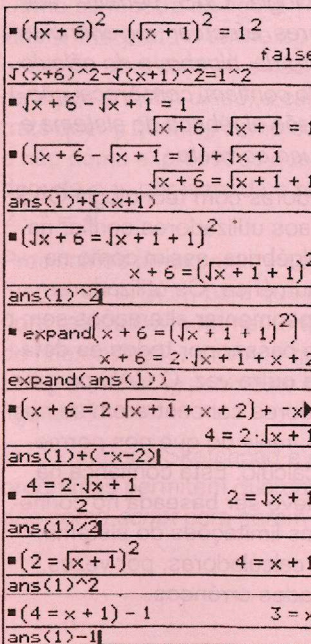 ▪(√x + 6)² - (√x + 1)² = 1²
false
√(x+6)^2-√(x+1)^2=1^2
▪√x + 6 - √x + 1 = 1
√x + 6 - √x + 1 = 1
▪(√x + 6 - √x + 1 = 1) + √x + 1
√x + 6 = √x + 1 + 1
ans(1)+√(x+1)
▪(√x + 6 = √x + 1 + 1)²
x + 6 = (√x + 1 + 1)²
ans(1)^2
▪expand(x + 6 = (√x + 1 + 1)²)
x + 6 = 2·√x + 1 + x + 2
expand(ans(1))
▪(x + 6 = 2·√x + 1 + x + 2) + -x▶
4 = 2·√x + 1
ans(1)+(-x-2)
▪4 = 2·√x + 1
2
2 = √x + 1
ans(1)/2
▪(2 = √x + 1)²
4 = x + 1
ans(1)^2
▪(4 = x + 1) - 1
3 = x
ans(1)-1